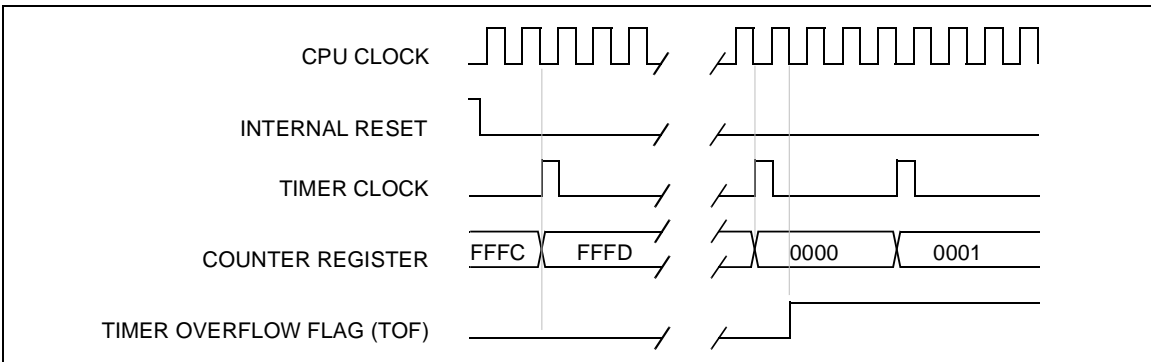 CPU CLOCK
INTERNAL RESET
TIMER CLOCK
COUNTER REGISTER FFFC FFFD 0000 0001
TIMER OVERFLOW FLAG (TOF)